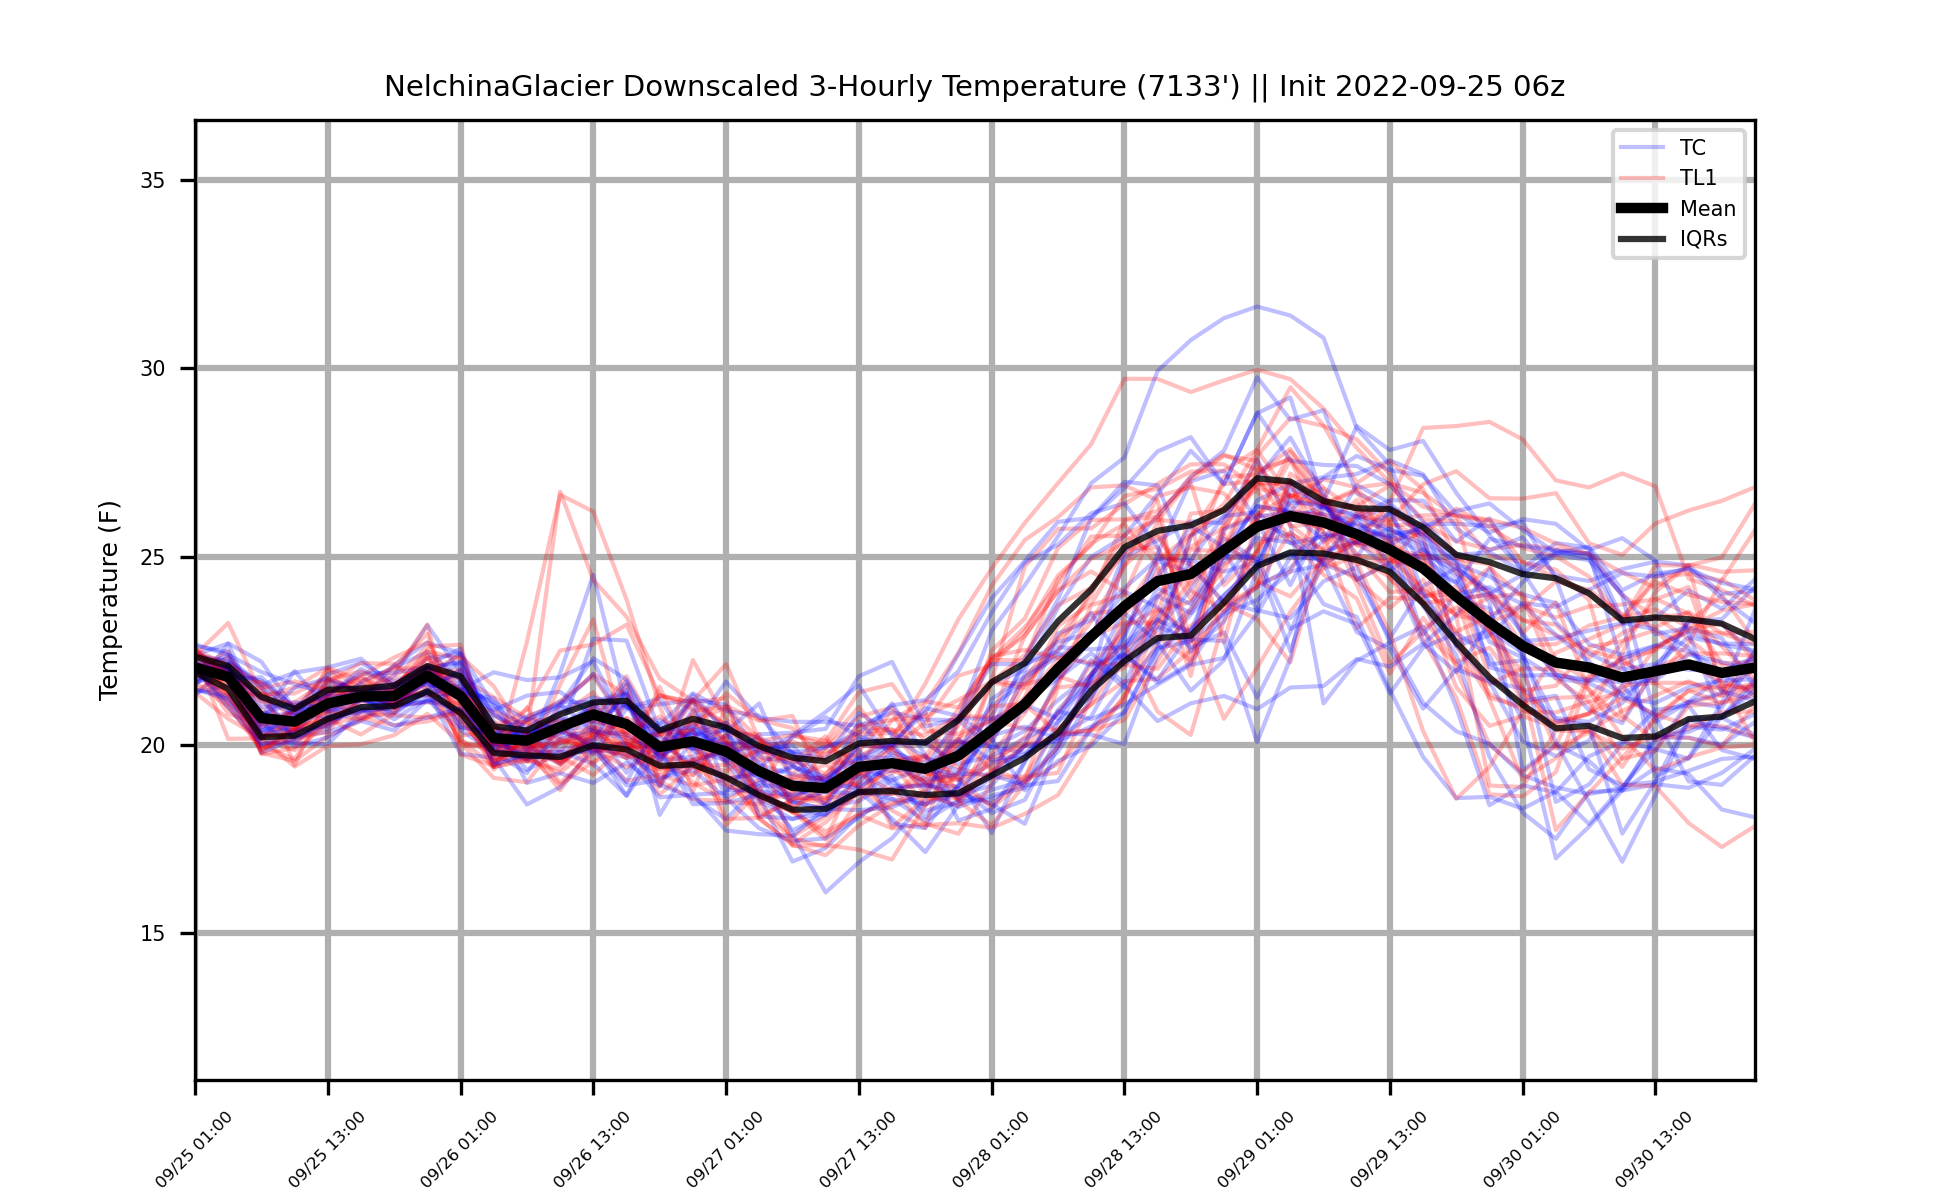 NelchinaGlacier Downscaled 3-Hourly Temperature (7133') || Init 2022-09-25 06z
TC
TL1
Mean
IQRs
Temperature (F)
35
30
25
20
15
09/25 01:00
09/25 13:00
09/26 01:00
09/26 13:00
09/27 01:00
09/27 13:00
09/28 01:00
09/28 13:00
09/29 01:00
09/29 13:00
09/30 01:00
09/30 13:00